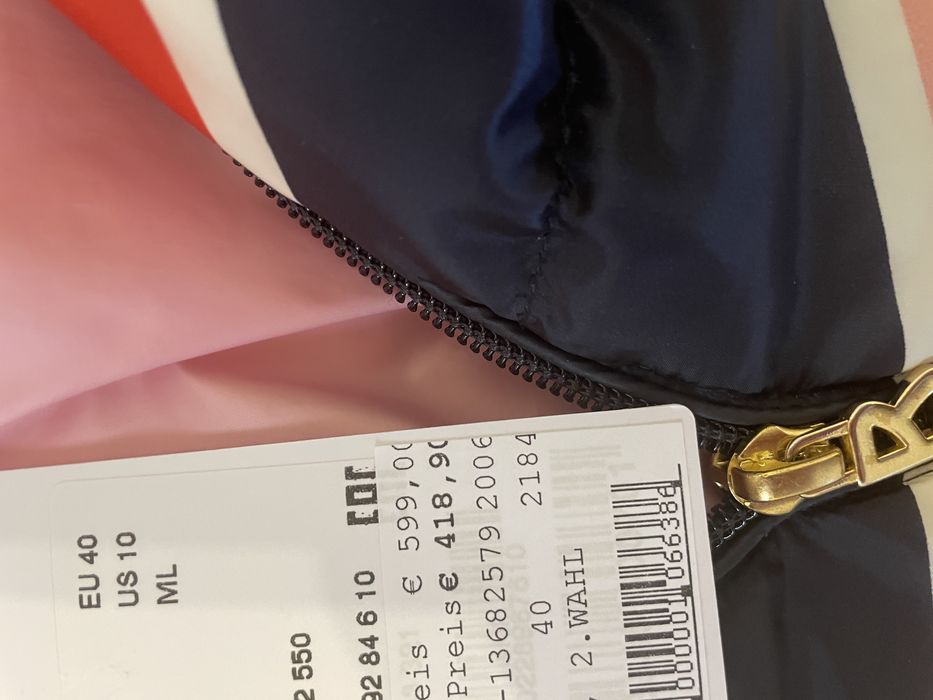 EU 40
US 10
ML
2 550
92 84 6 10
eis € 599,00
Preis € 418,90
-13682579 2006
40 2184
2.WAHL
000001066386
B